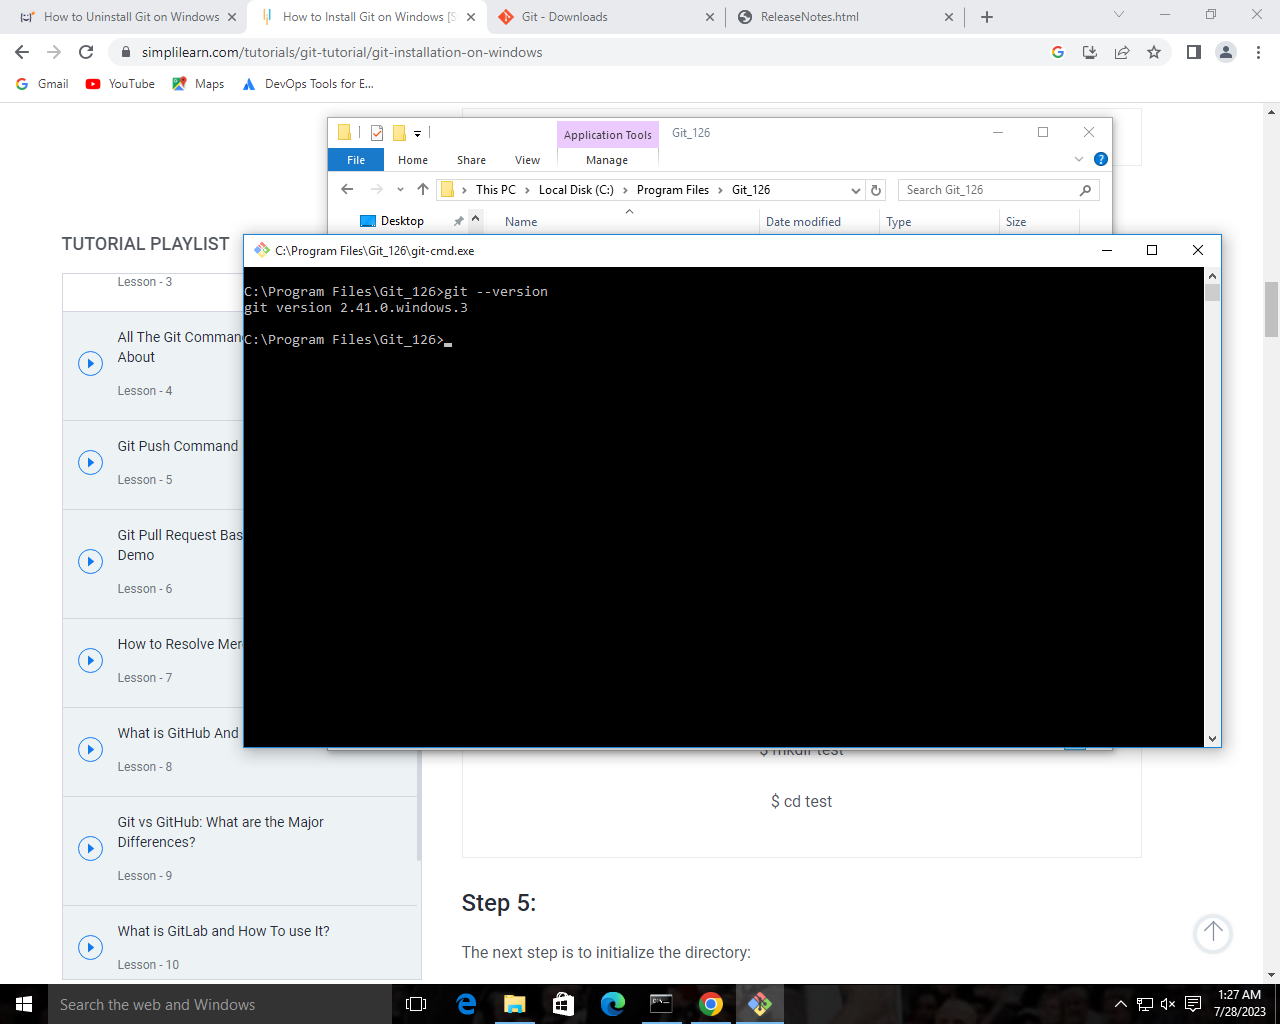 How to Uninstall Git on Windows
How to Install Git on Windows [S
Git - Downloads
ReleaseNotes.html
simplilearn.com/tutorials/git-tutorial/git-installation-on-windows
Gmail
YouTube
Maps
DevOps Tools for E...
Application Tools
Git_126
File
Home
Share
View
Manage
This PC
Local Disk (C:)
Program Files
Git_126
Search Git_126
Desktop
Name
Date modified
Type
Size
C:\Program Files\Git_126\git-cmd.exe
C:\Program Files\Git_126>git --version
git version 2.41.0.windows.3
C:\Program Files\Git_126>
TUTORIAL PLAYLIST
Lesson - 3
All The Git Comman
About
Lesson - 4
Git Push Command
Lesson - 5
Git Pull Request Bas
Demo
Lesson - 6
How to Resolve Mer
Lesson - 7
What is GitHub And
Lesson - 8
Git vs GitHub: What are the Major
Differences?
Lesson - 9
What is GitLab and How To use It?
Lesson - 10
$ mkdir test
$ cd test
Step 5:
The next step is to initialize the directory:
Search the web and Windows
1:27 AM
7/28/2023